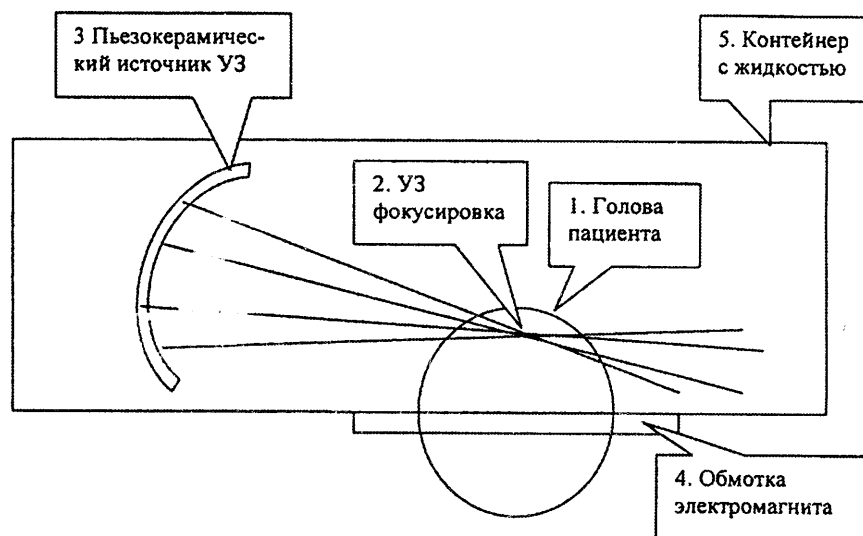 3 Пьезокерамичес-
кий источник УЗ
5. Контейнер
с жидкостью
2. УЗ
фокусировка
1. Голова
пациента
4. Обмотка
электромагнита